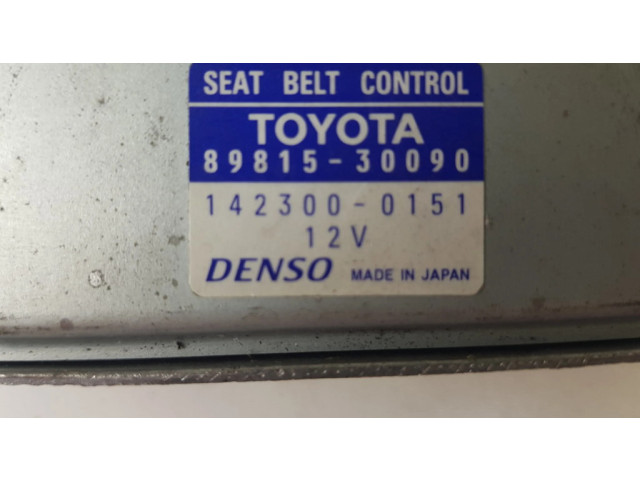 SEAT BELT CONTROL
TOYOTA
89815-30090
142300-0151
12V
DENSO MADE IN JAPAN